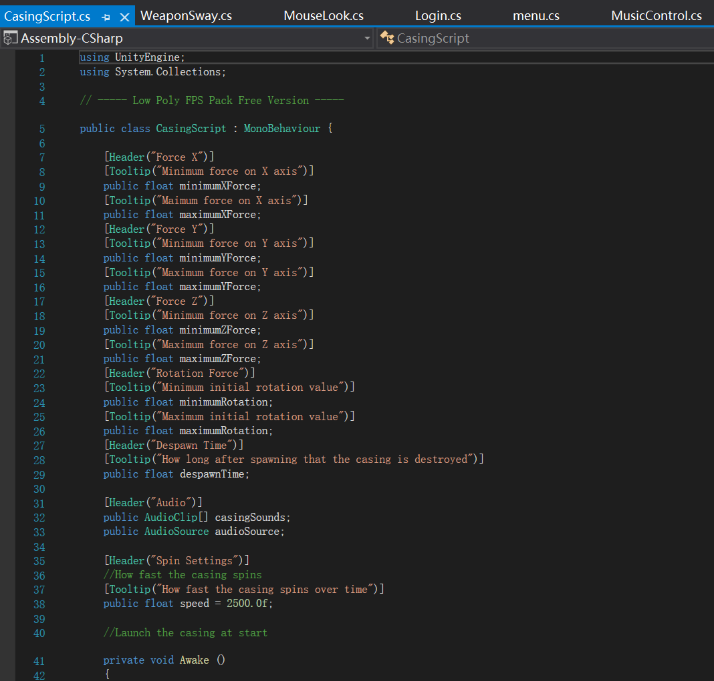 CasingScript.cs WeaponSway.cs MouseLook.cs Login.cs menu.cs MusicControl.cs
Assembly-CSharp CasingScript
1 using UnityEngine;
2 using System.Collections;
3
4 // ----- Low Poly FPS Pack Free Version -----
5 public class CasingScript : MonoBehaviour {
6
7 [Header("Force X")]
8 [Tooltip("Minimum force on X axis")]
9 public float minimumXForce;
10 [Tooltip("Maimum force on X axis")]
11 public float maximumXForce;
12 [Header("Force Y")]
13 [Tooltip("Minimum force on Y axis")]
14 public float minimumYForce;
15 [Tooltip("Maximum force on Y axis")]
16 public float maximumYForce;
17 [Header("Force Z")]
18 [Tooltip("Minimum force on Z axis")]
19 public float minimumZForce;
20 [Tooltip("Maximum force on Z axis")]
21 public float maximumZForce;
22 [Header("Rotation Force")]
23 [Tooltip("Minimum initial rotation value")]
24 public float minimumRotation;
25 [Tooltip("Maximum initial rotation value")]
26 public float maximumRotation;
27 [Header("Despawn Time")]
28 [Tooltip("How long after spawning that the casing is destroyed")]
29 public float despawnTime;
30
31 [Header("Audio")]
32 public AudioClip[] casingSounds;
33 public AudioSource audioSource;
34
35 [Header("Spin Settings")]
36 //How fast the casing spins
37 [Tooltip("How fast the casing spins over time")]
38 public float speed = 2500.0f;
39
40 //Launch the casing at start
41 private void Awake ()
42 {